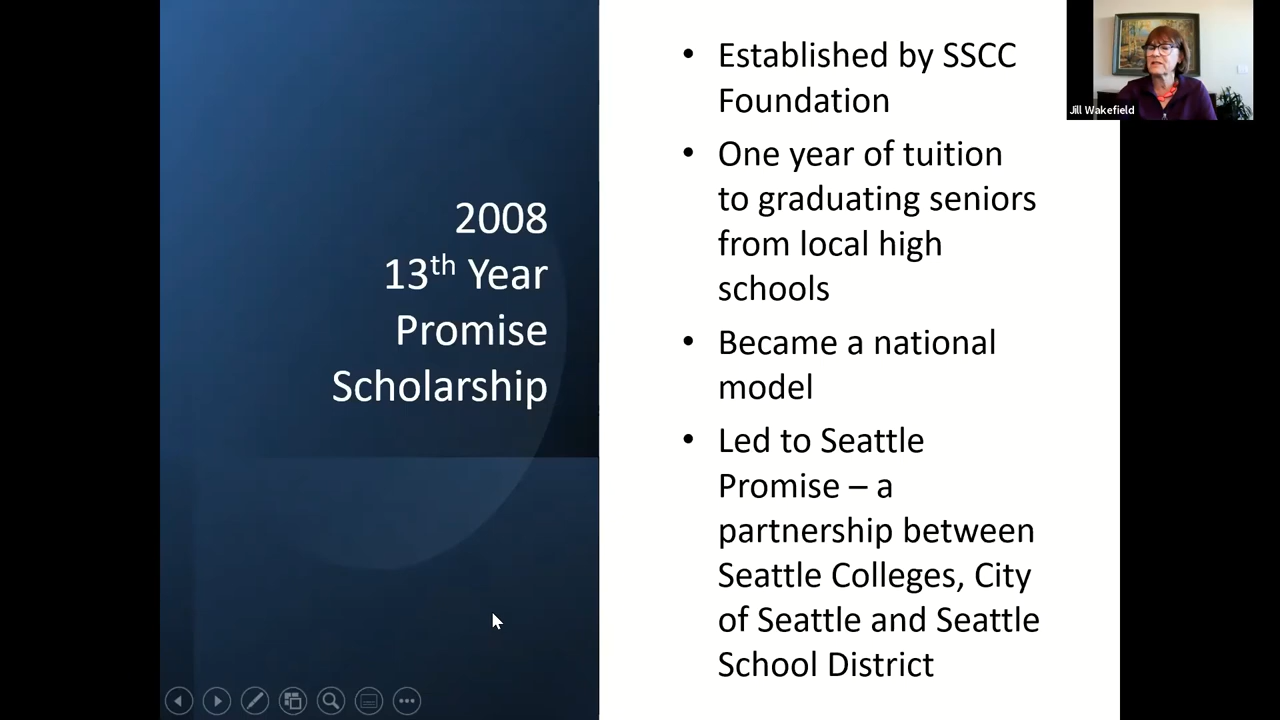 2008
13th Year
Promise
Scholarship
• Established by SSCC
Foundation
• One year of tuition
to graduating seniors
from local high
schools
• Became a national
model
• Led to Seattle
Promise – a
partnership between
Seattle Colleges, City
of Seattle and Seattle
School District
Jill Wakefield